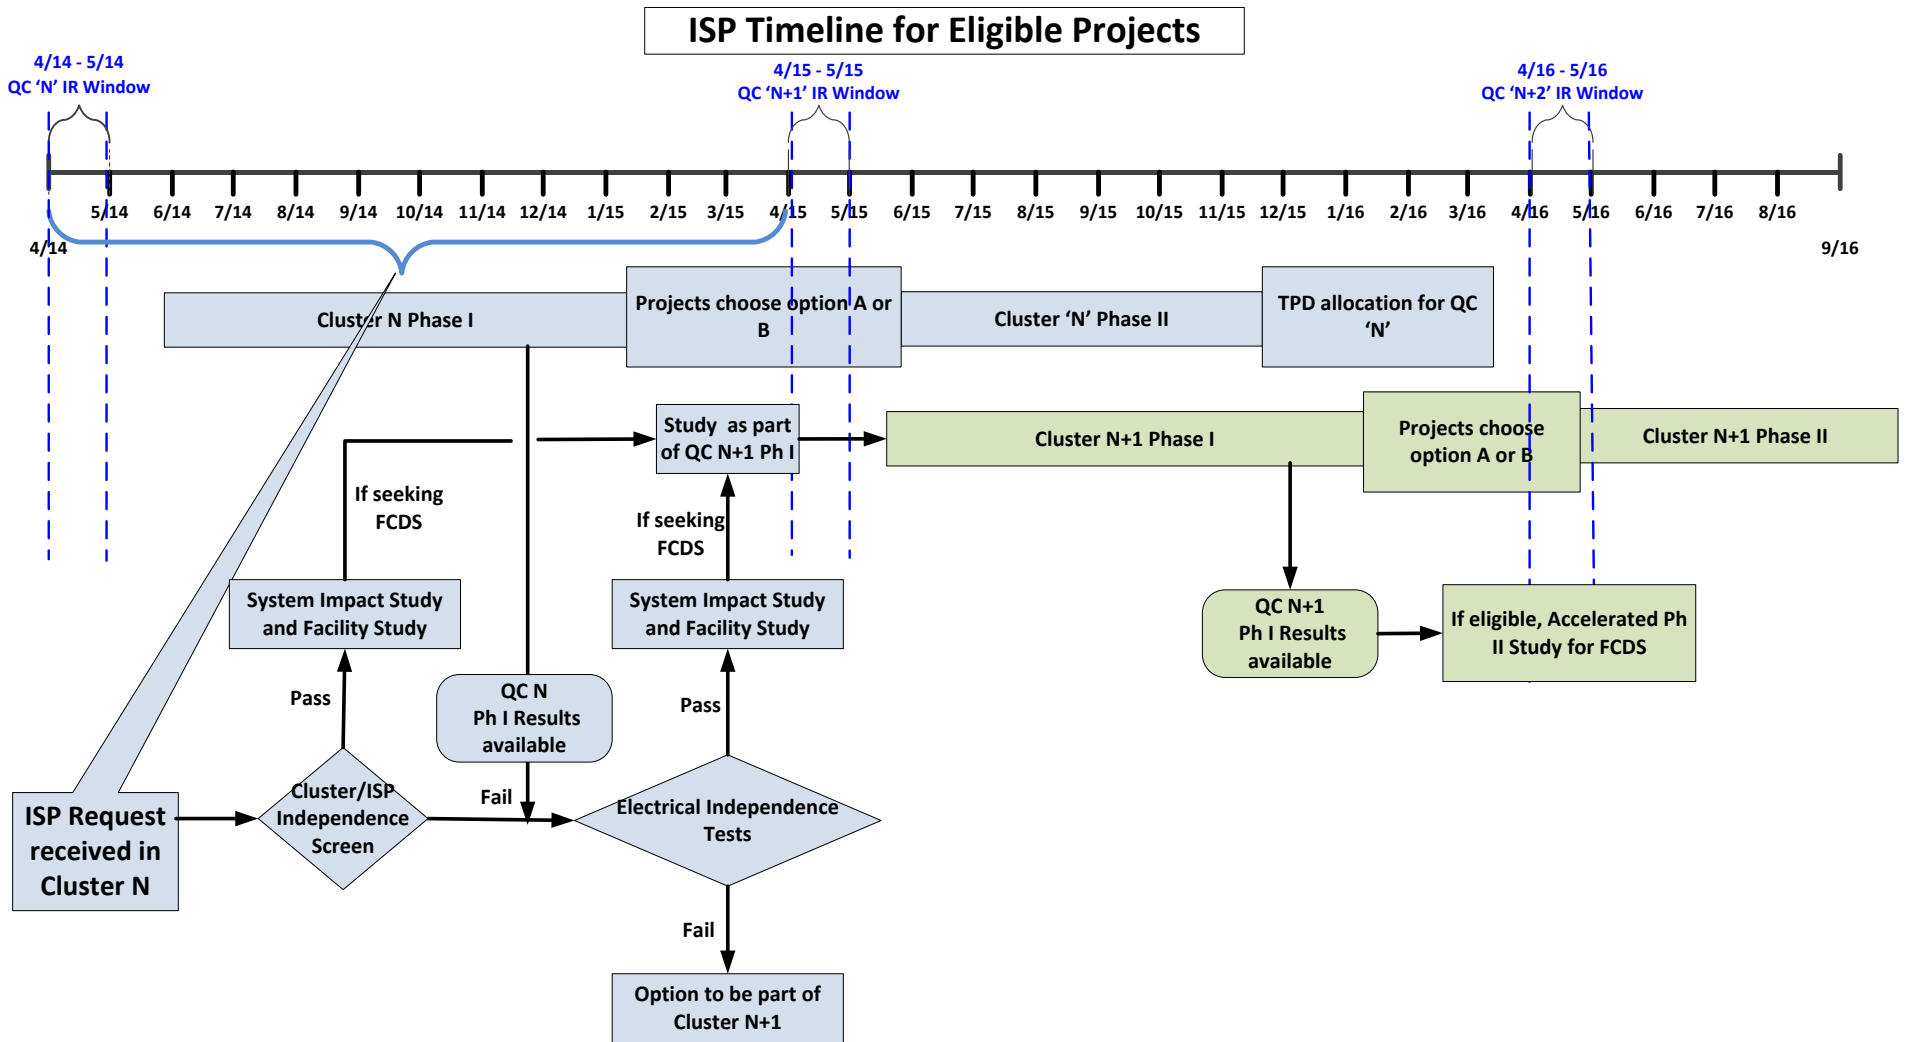 ISP Timeline for Eligible Projects
4/14 - 5/14
QC ‘N’ IR Window
4/15 - 5/15
QC ‘N+1’ IR Window
4/16 - 5/16
QC ‘N+2’ IR Window
5/14 6/14 7/14 8/14 9/14 10/14 11/14 12/14 1/15 2/15 3/15 4/15 5/15 6/15 7/15 8/15 9/15 10/15 11/15 12/15 1/16 2/16 3/16 4/16 5/16 6/16 7/16 8/16
4/14
9/16
Cluster N Phase I
Projects choose option A or
B
Cluster ‘N’ Phase II
TPD allocation for QC
‘N’
Study as part
of QC N+1 Ph I
Cluster N+1 Phase I
Projects choose
option A or B
Cluster N+1 Phase II
If seeking
FCDS
If seeking
FCDS
System Impact Study
and Facility Study
System Impact Study
and Facility Study
QC N+1
Ph I Results
available
If eligible, Accelerated Ph
II Study for FCDS
Pass
QC N
Ph I Results
available
Pass
ISP Request
received in
Cluster N
Cluster/ISP
Independence
Screen
Fail
Electrical Independence
Tests
Fail
Option to be part of
Cluster N+1